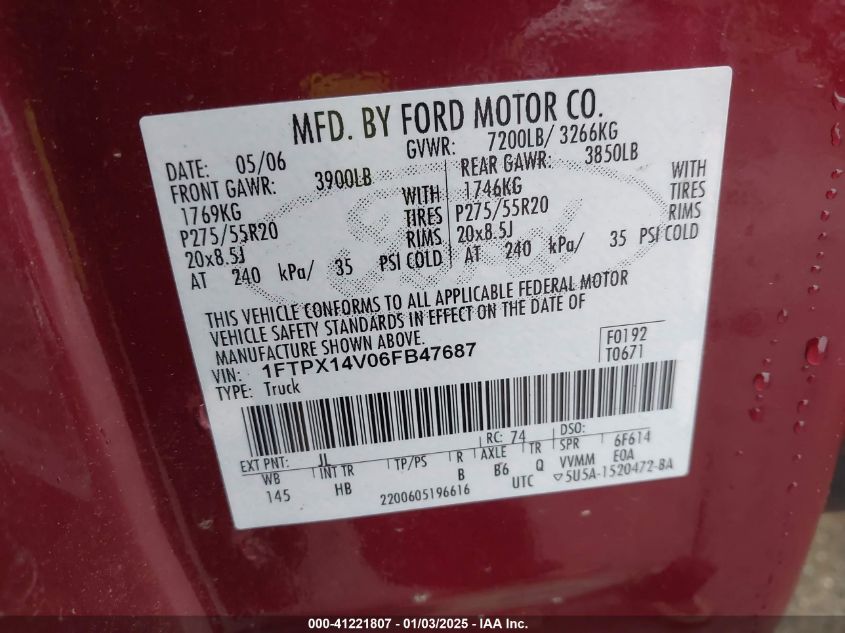 MFD. BY FORD MOTOR CO.
DATE: 05/06 GVWR: 7200LB/ 3266KG
FRONT GAWR: 3900LB REAR GAWR: 3850LB
1769KG WITH 1746KG WITH
P275/55R20 TIRES P275/55R20 TIRES
20x8.5J RIMS 20x8.5J RIMS
AT 240 kPa/ 35 PSI COLD AT 240 kPa/ 35 PSI COLD
THIS VEHICLE CONFORMS TO ALL APPLICABLE FEDERAL MOTOR
VEHICLE SAFETY STANDARDS IN EFFECT ON THE DATE OF
MANUFACTURE SHOWN ABOVE.
VIN: 1FTPX14V06FB47687 F0192
TYPE: Truck T0671
EXT PNT: JL RC: 74 DSO:
WB INT TR TP/PS R AXLE TR SPR 6F614
145 HB B B6 Q VVMM E0A
2200605196616 UTC ▽5U5A-1520472-BA
000-41221807 - 01/03/2025 - IAA Inc.